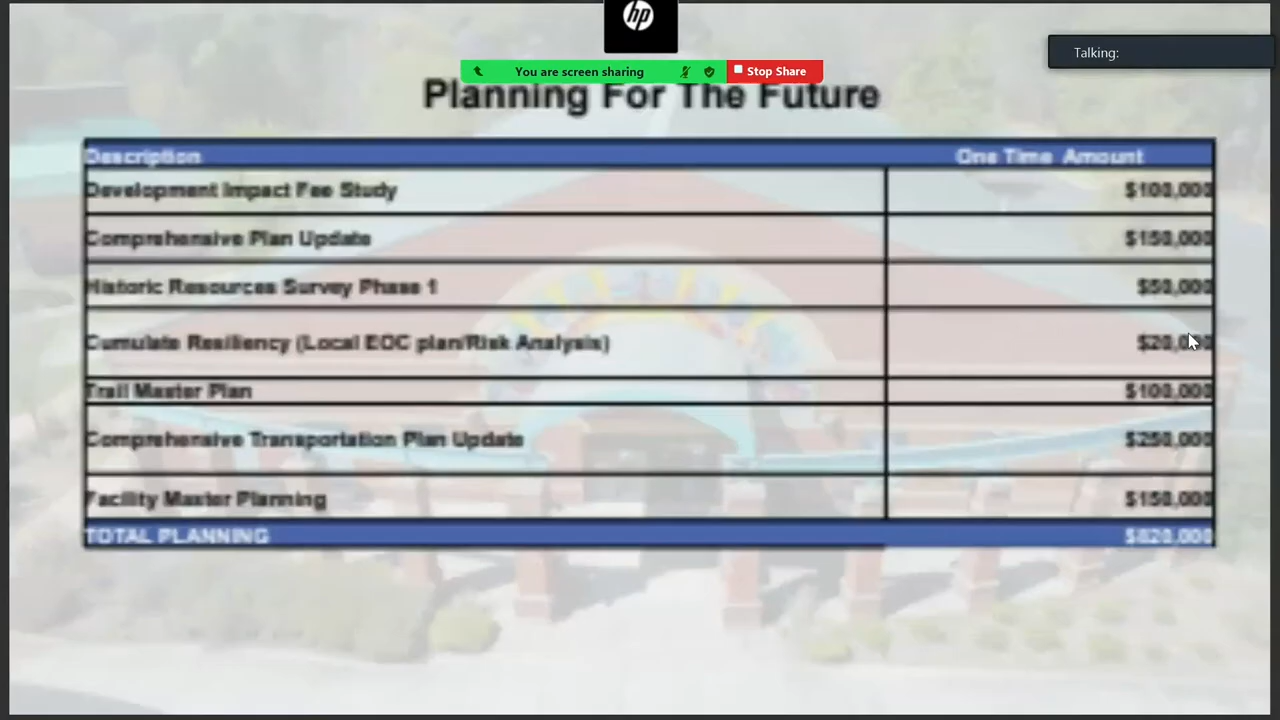 hp
Talking:
You are screen sharing Stop Share
Planning For The Future
Description One Time Amount
Development Impact Fee Study $100,000
Comprehensive Plan Update $150,000
Historic Resources Survey Phase 1 $50,000
Cumulate Resiliency (Local EOC plan/Risk Analysis) $20,000
Trail Master Plan $100,000
Comprehensive Transportation Plan Update $250,000
Facility Master Planning $150,000
TOTAL PLANNING $820,000